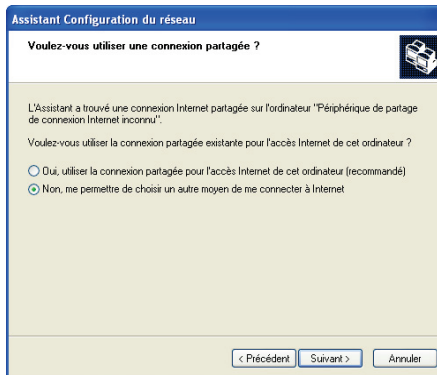 Assistant Configuration du réseau
Voulez-vous utiliser une connexion partagée ?
L'Assistant a trouvé une connexion Internet partagée sur l'ordinateur "Périphérique de partage
de connexion Internet inconnu".
Voulez-vous utiliser la connexion partagée existante pour l'accès Internet de cet ordinateur ?
Oui, utiliser la connexion partagée pour l'accès Internet de cet ordinateur (recommandé)
Non, me permettre de choisir un autre moyen de me connecter à Internet
< Précédent Suivant > Annuler